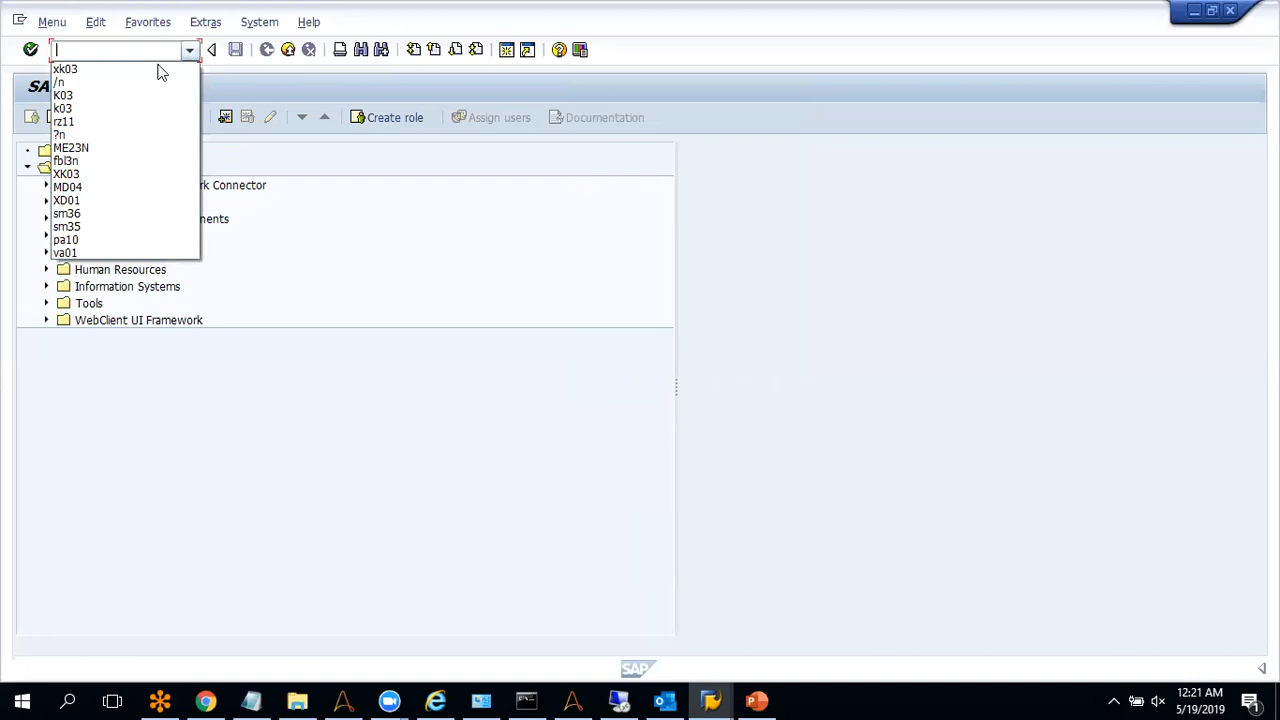 Menu Edit Favorites Extras System Help
xk03
/n
K03
k03
rz11
?n
ME23N
fbl3n
XK03
MD04
XD01
sm36
sm35
pa10
va01
SA
Create role Assign users Documentation
rk Connector
ments
Human Resources
Information Systems
Tools
WebClient UI Framework
SAP
12:21 AM
5/19/2019
1